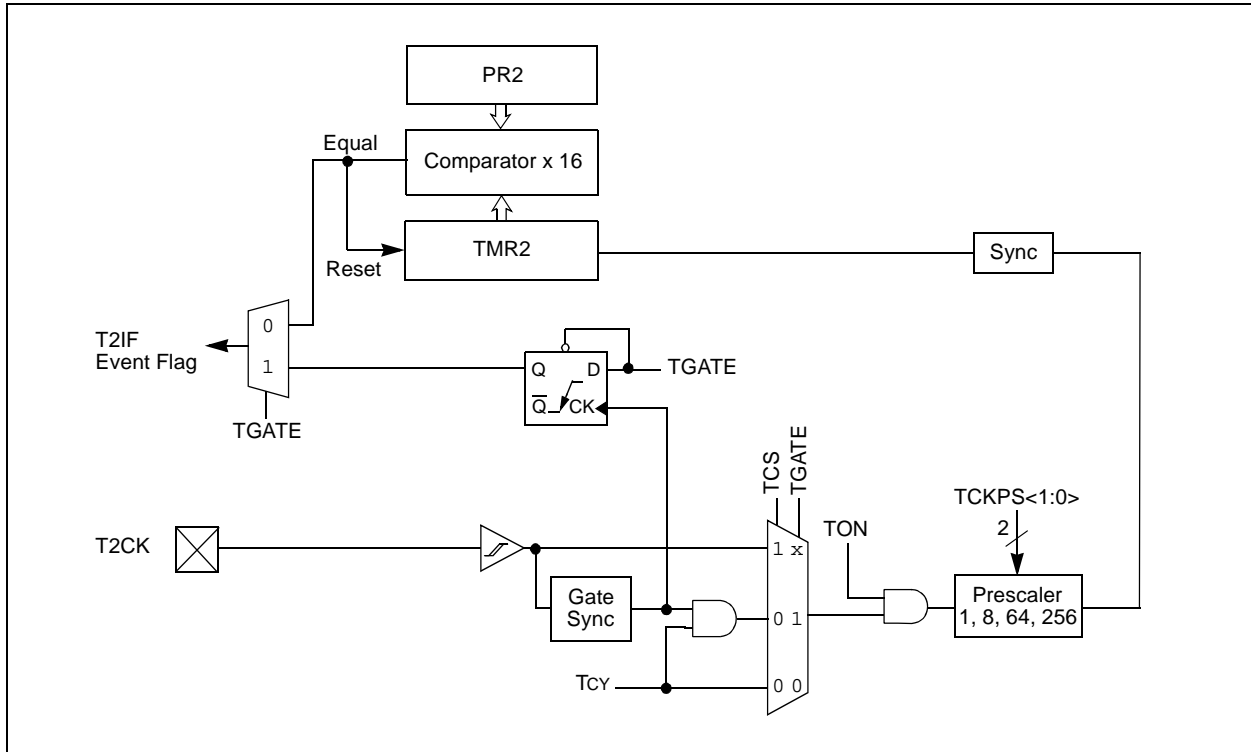 PR2
Equal
Comparator x 16
TMR2
Reset
Sync
0
T2IF
Event Flag
1
Q D
TGATE
Q CK
TGATE
TCS
TGATE
TCKPS<1:0>
2
TON
T2CK
1 x
Gate
Sync
Prescaler
1, 8, 64, 256
0 1
TCY
0 0